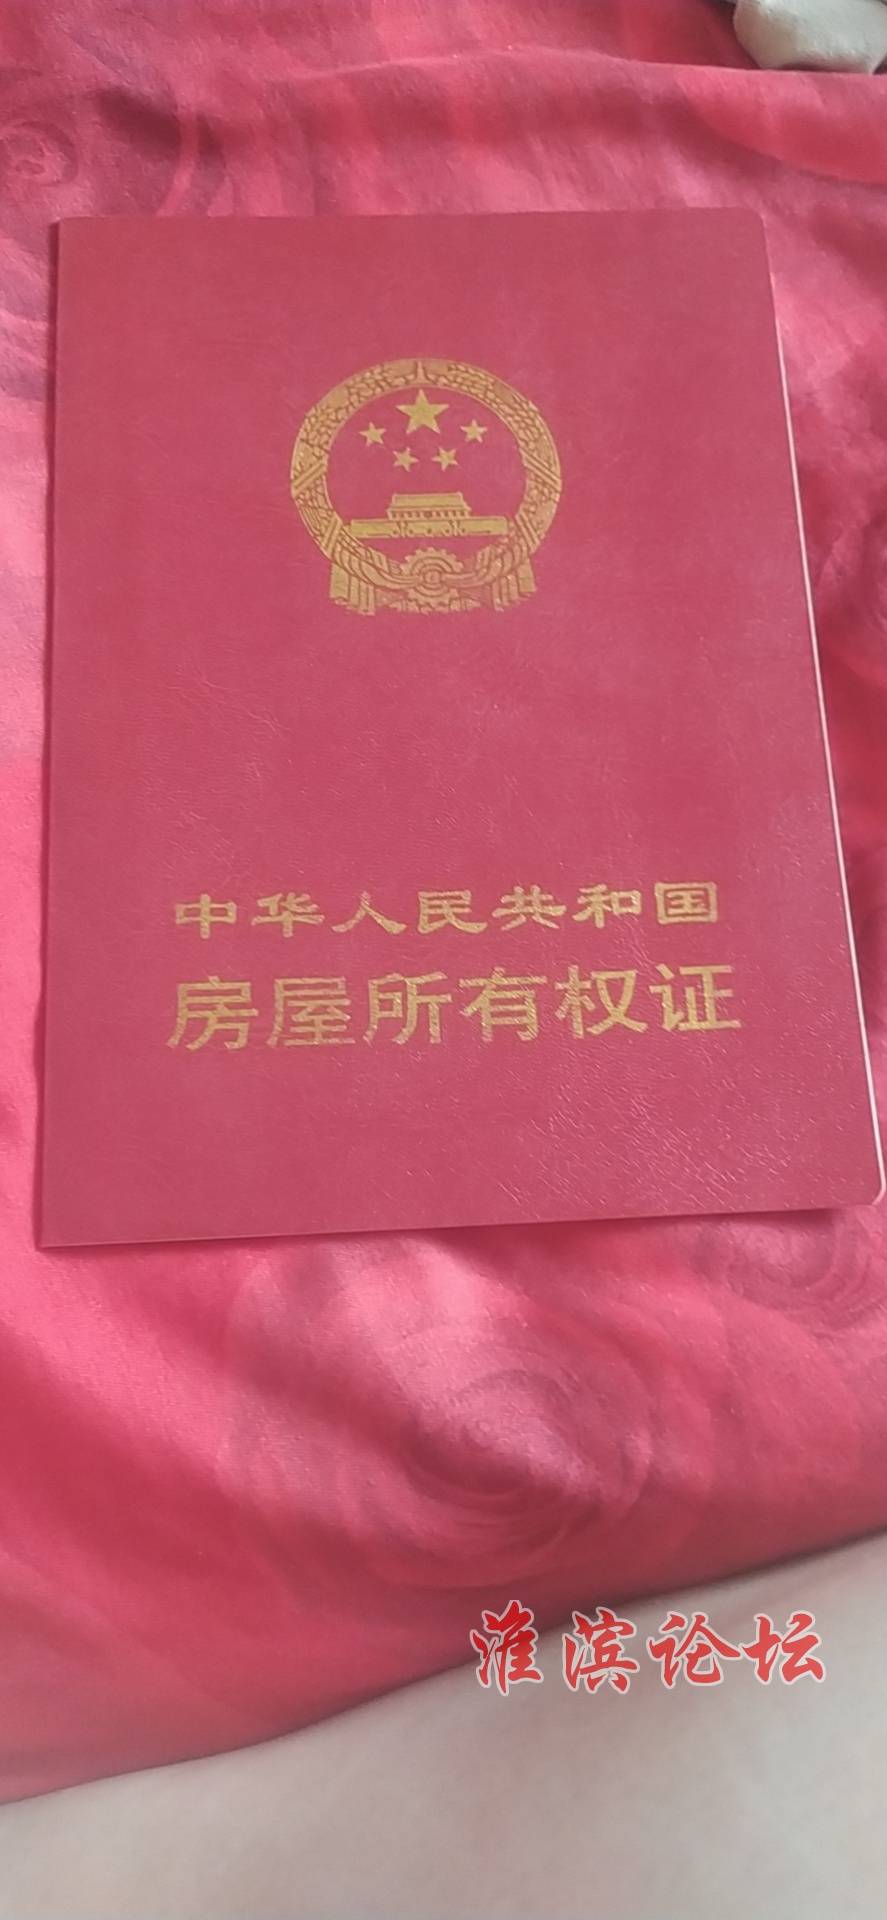 中华人民共和国
房屋所有权证
淮滨论坛